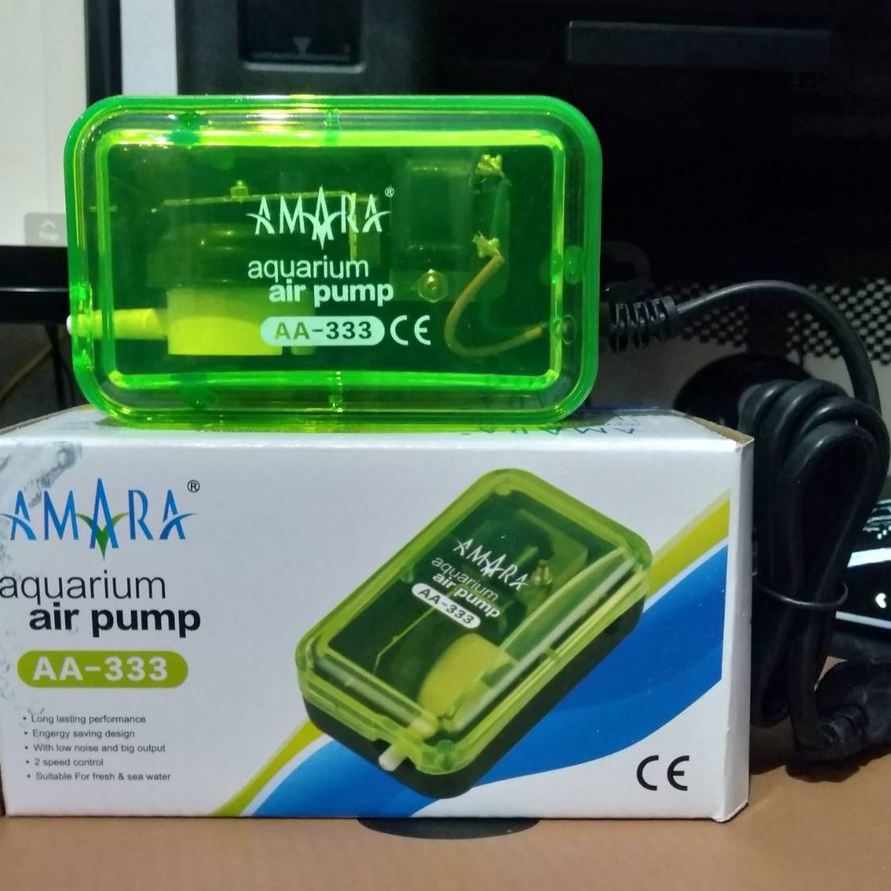 AMARA®
aquarium
air pump
AA-333 CE
AMARA
AMARA®
aquarium
air pump
AA-333
• Long lasting performance
• Engergy saving design
• With low noise and big output
• 2 speed control
• Suitable For fresh & sea water
AMARA
aquarium
air pump
AA-333
CE